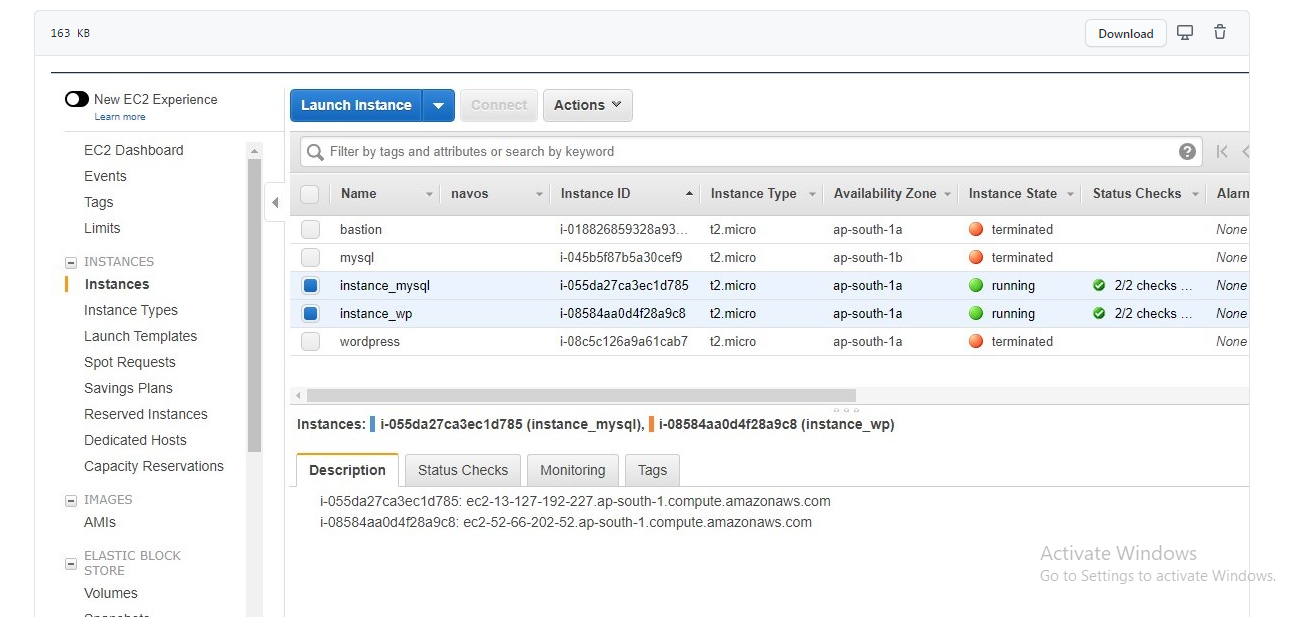 163 KB
Download
New EC2 Experience
Learn more
Launch Instance
Connect
Actions
EC2 Dashboard
Events
Tags
Limits
INSTANCES
Instances
Instance Types
Launch Templates
Spot Requests
Savings Plans
Reserved Instances
Dedicated Hosts
Capacity Reservations
IMAGES
AMIs
ELASTIC BLOCK
STORE
Volumes
Filter by tags and attributes or search by keyword
Name navos Instance ID Instance Type Availability Zone Instance State Status Checks Alarm
bastion i-018826859328a93... t2.micro ap-south-1a terminated None
mysql i-045b5f87b5a30cef9 t2.micro ap-south-1b terminated None
instance_mysql i-055da27ca3ec1d785 t2.micro ap-south-1a running 2/2 checks ... None
instance_wp i-08584aa0d4f28a9c8 t2.micro ap-south-1a running 2/2 checks ... None
wordpress i-08c5c126a9a61cab7 t2.micro ap-south-1a terminated None
Instances: i-055da27ca3ec1d785 (instance_mysql), i-08584aa0d4f28a9c8 (instance_wp)
Description Status Checks Monitoring Tags
i-055da27ca3ec1d785: ec2-13-127-192-227.ap-south-1.compute.amazonaws.com
i-08584aa0d4f28a9c8: ec2-52-66-202-52.ap-south-1.compute.amazonaws.com
Activate Windows
Go to Settings to activate Windows.